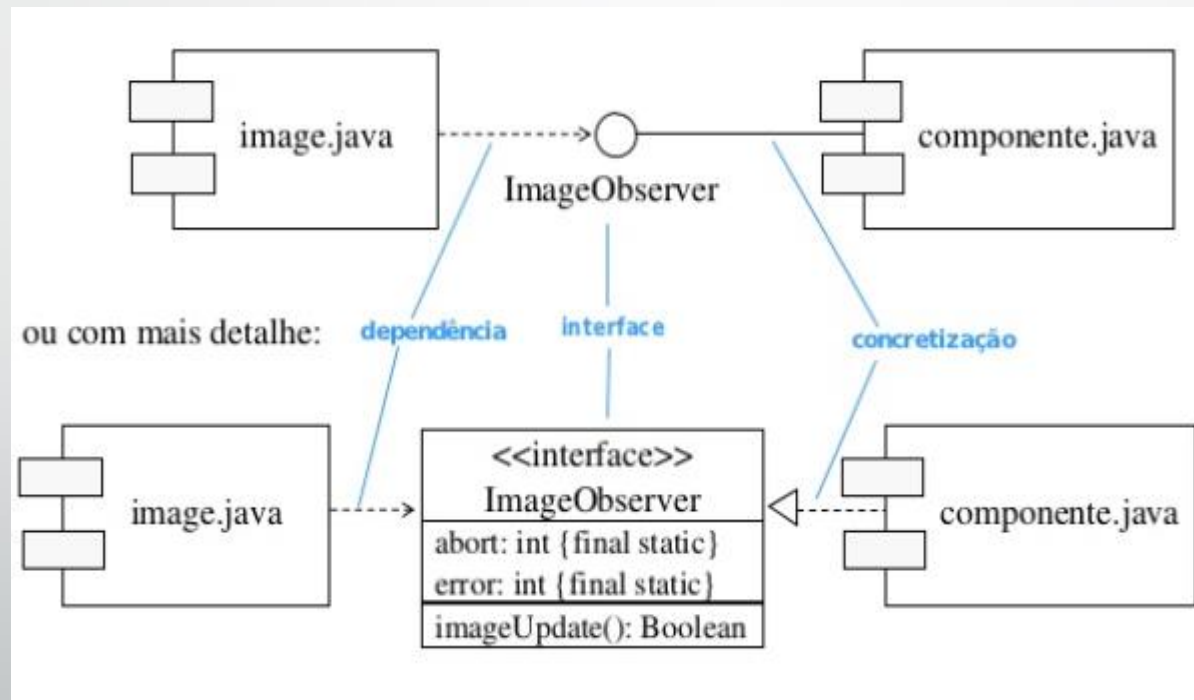 image.java
componente.java
ImageObserver
ou com mais detalhe:
dependência
interface
concretização
<<interface>>
ImageObserver
image.java
componente.java
abort: int {final static}
error: int {final static}
imageUpdate(): Boolean